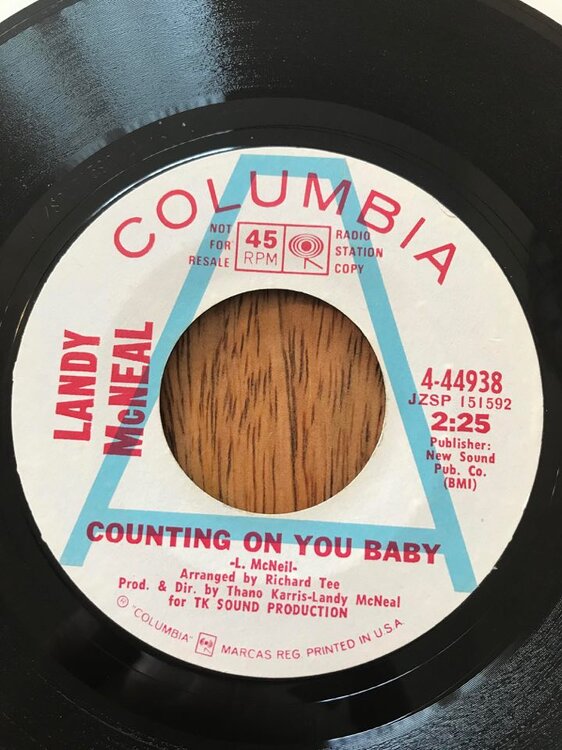 COLUMBIA
NOT
FOR
RESALE
45
RPM
RADIO
STATION
COPY
LANDY
McNEAL
4-44938
JZSP 151592
2:25
Publisher:
New Sound
Pub. Co.
(BMI)
A
COUNTING ON YOU BABY
-L. McNeil-
Arranged by Richard Tee
Prod. & Dir. by Thano Karris-Landy McNeal
for TK SOUND PRODUCTION
Ⓟ "COLUMBIA" MARCAS REG. PRINTED IN U.S.A.